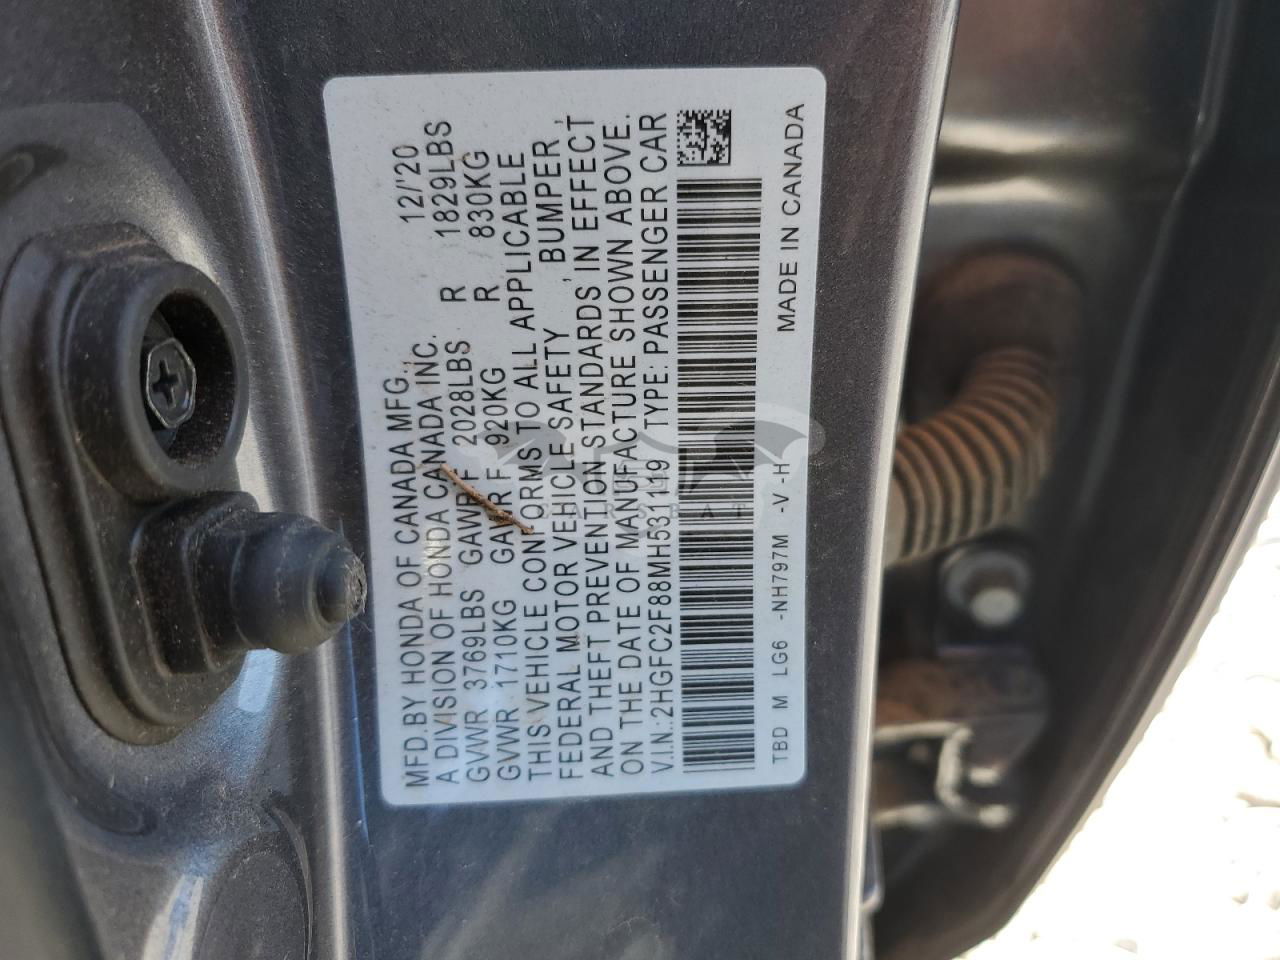 MFD.BY HONDA OF CANADA MFG., 12/'20
A DIVISION OF HONDA CANADA INC.
GVWR 3769LBS GAWR F 2028LBS R 1829LBS
GVWR 1710KG GAWR F 920KG R 830KG
THIS VEHICLE CONFORMS TO ALL APPLICABLE
FEDERAL MOTOR VEHICLE SAFETY , BUMPER ,
AND THEFT PREVENTION STANDARDS IN EFFECT
ON THE DATE OF MANUFACTURE SHOWN ABOVE.
V.I.N.:2HGFC2F88MH531119 TYPE: PASSENGER CAR
TBD M LG6 -NH797M -V -H MADE IN CANADA
CARSBAT